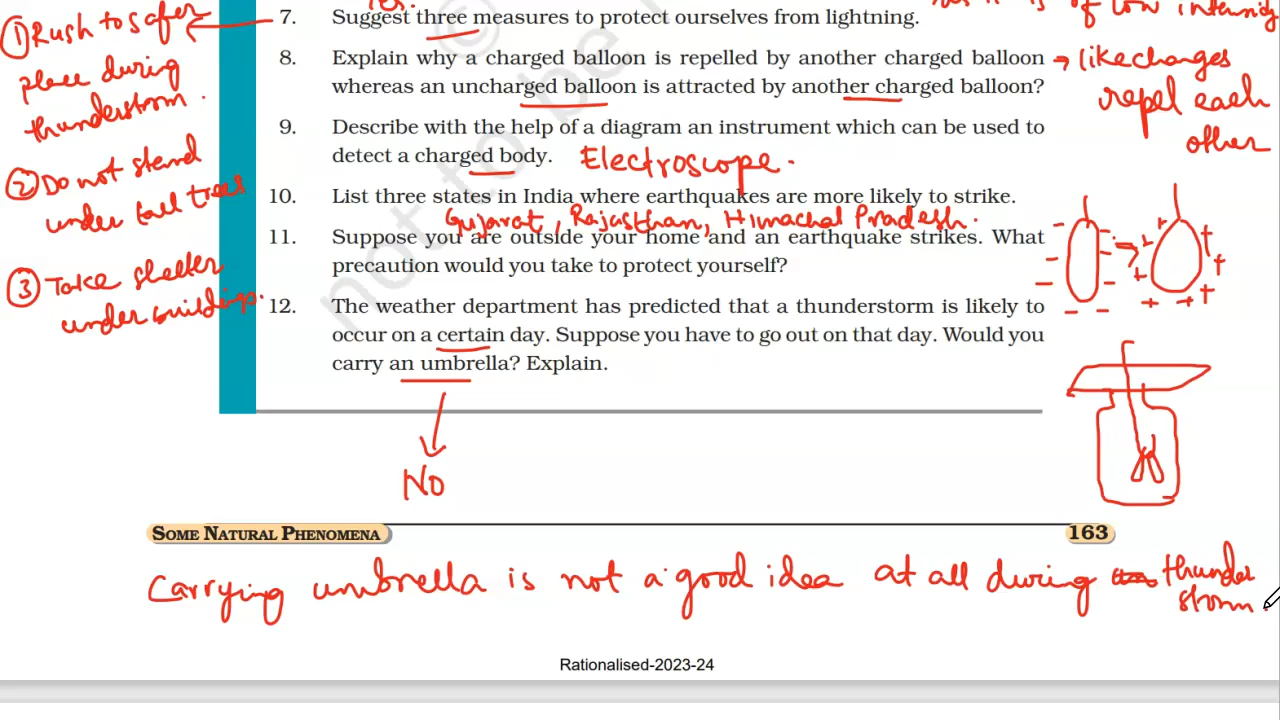 7. Suggest three measures to protect ourselves from lightning.
8. Explain why a charged balloon is repelled by another charged balloon
whereas an uncharged balloon is attracted by another charged balloon?
9. Describe with the help of a diagram an instrument which can be used to
detect a charged body. Electroscope.
10. List three states in India where earthquakes are more likely to strike.
Gujarat, Rajasthan, Himachal Pradesh.
11. Suppose you are outside your home and an earthquake strikes. What
precaution would you take to protect yourself?
12. The weather department has predicted that a thunderstorm is likely to
occur on a certain day. Suppose you have to go out on that day. Would you
carry an umbrella? Explain.
① Rush to safer
place during
thunderstorm.
② Do not stand
under tall trees
③ Take shelter
under buildings.
of low intensity
→ like charges
repel each
other
No
SOME NATURAL PHENOMENA
163
Carrying umbrella is not a good idea at all during thunder
storm.
Rationalised-2023-24